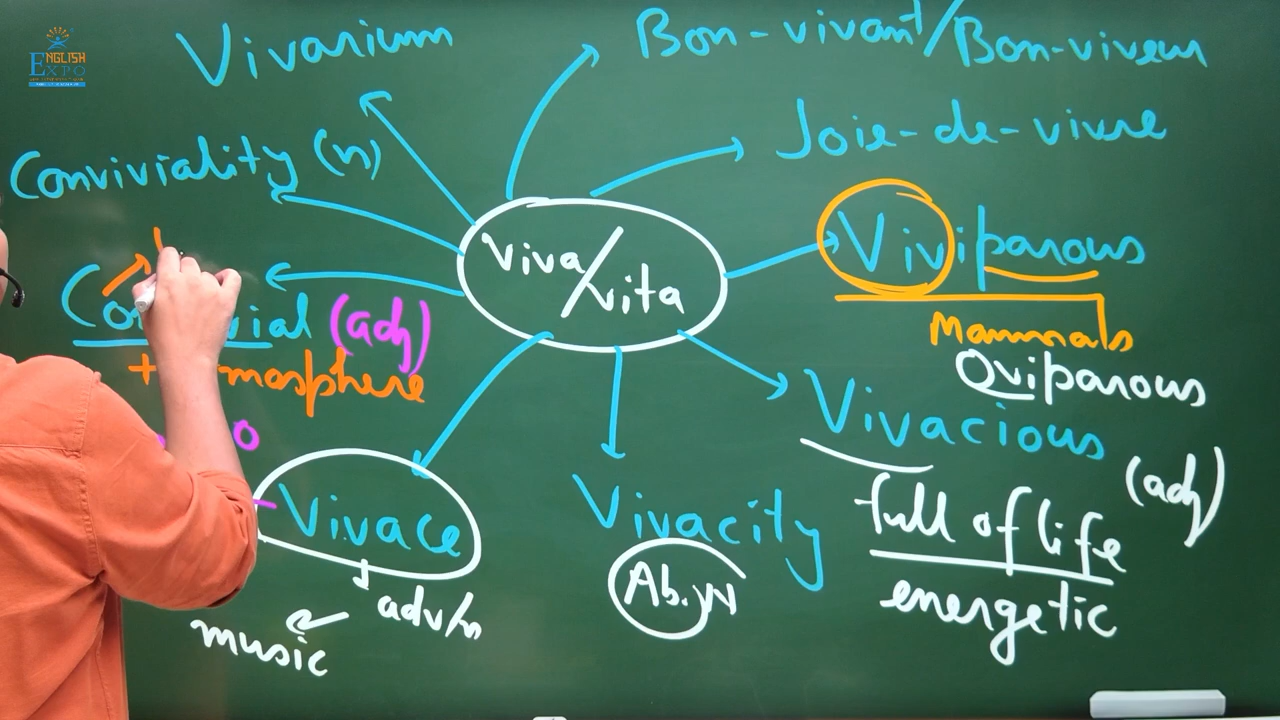 ENGLISH
EXPO
Vivarium
Bon-vivant/Bon-viveur
Joie-de-vivre
Conviviality (n)
Viva/vita
Viviparous
Mammals
Oviparous
(adj)
Vivacious
(adj)
full of life
energetic
Vivace
adv/n
music
Vivacity
Ab. N